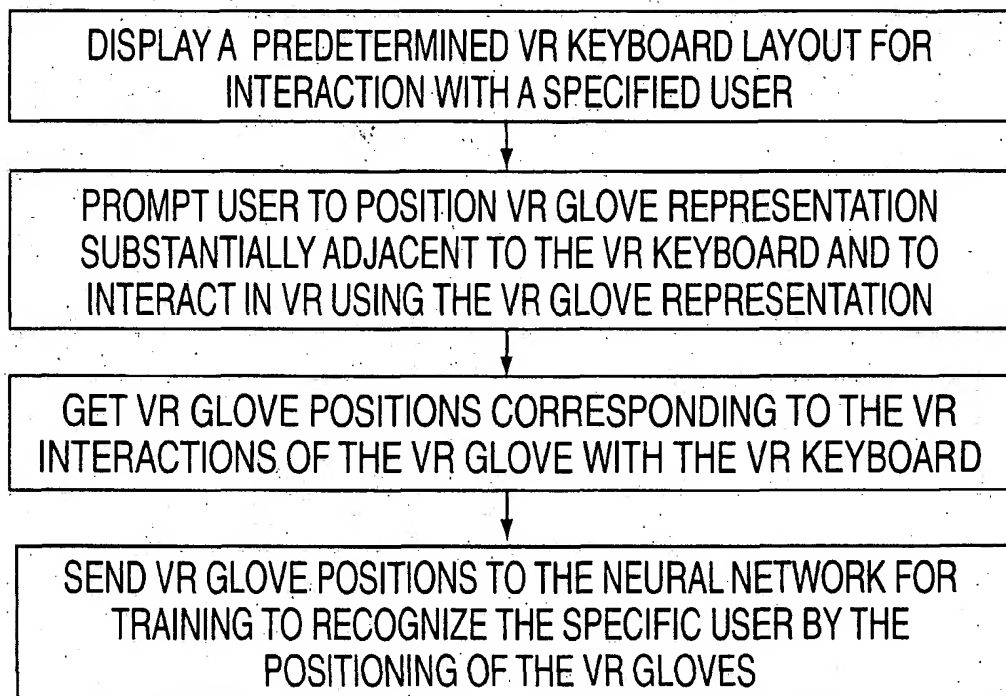 DISPLAY A PREDETERMINED VR KEYBOARD LAYOUT FOR
INTERACTION WITH A SPECIFIED USER
PROMPT USER TO POSITION VR GLOVE REPRESENTATION
SUBSTANTIALLY ADJACENT TO THE VR KEYBOARD AND TO
INTERACT IN VR USING THE VR GLOVE REPRESENTATION
GET VR GLOVE POSITIONS CORRESPONDING TO THE VR
INTERACTIONS OF THE VR GLOVE WITH THE VR KEYBOARD
SEND VR GLOVE POSITIONS TO THE NEURAL NETWORK FOR
TRAINING TO RECOGNIZE THE SPECIFIC USER BY THE
POSITIONING OF THE VR GLOVES